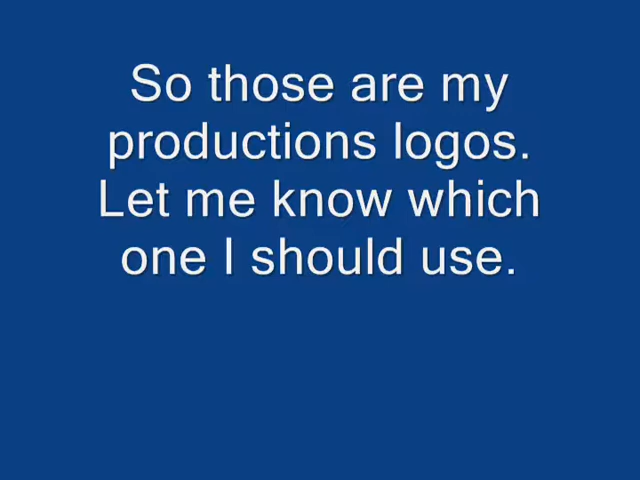 So those are my
productions logos.
Let me know which
one I should use.